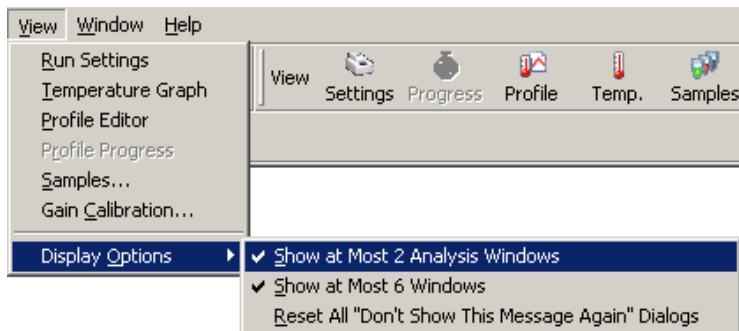 View Window Help
Run Settings
Temperature Graph
Profile Editor
Profile Progress
Samples...
Gain Calibration...
Display Options
View Settings Progress Profile Temp. Samples
Show at Most 2 Analysis Windows
Show at Most 6 Windows
Reset All "Don't Show This Message Again" Dialogs